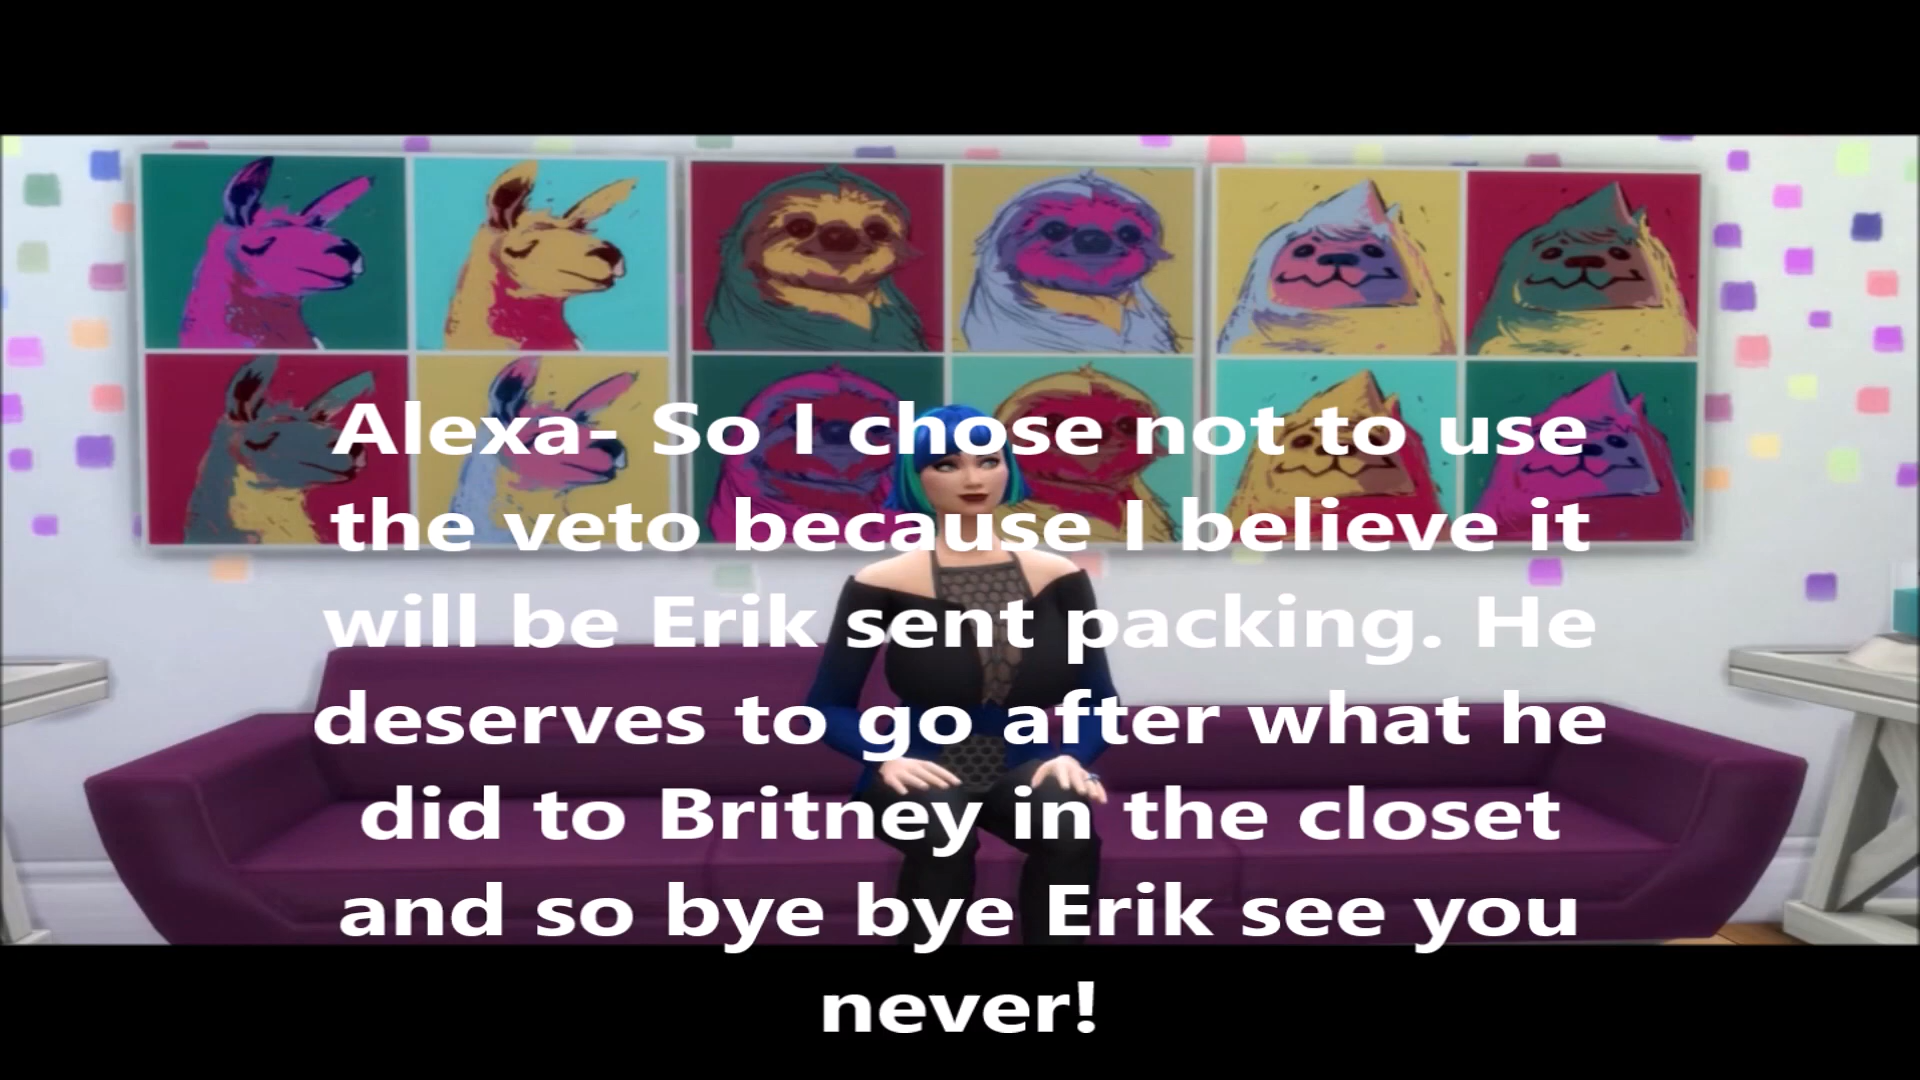 Alexa- So I chose not to use
the veto because I believe it
will be Erik sent packing. He
deserves to go after what he
did to Britney in the closet
and so bye bye Erik see you
never!